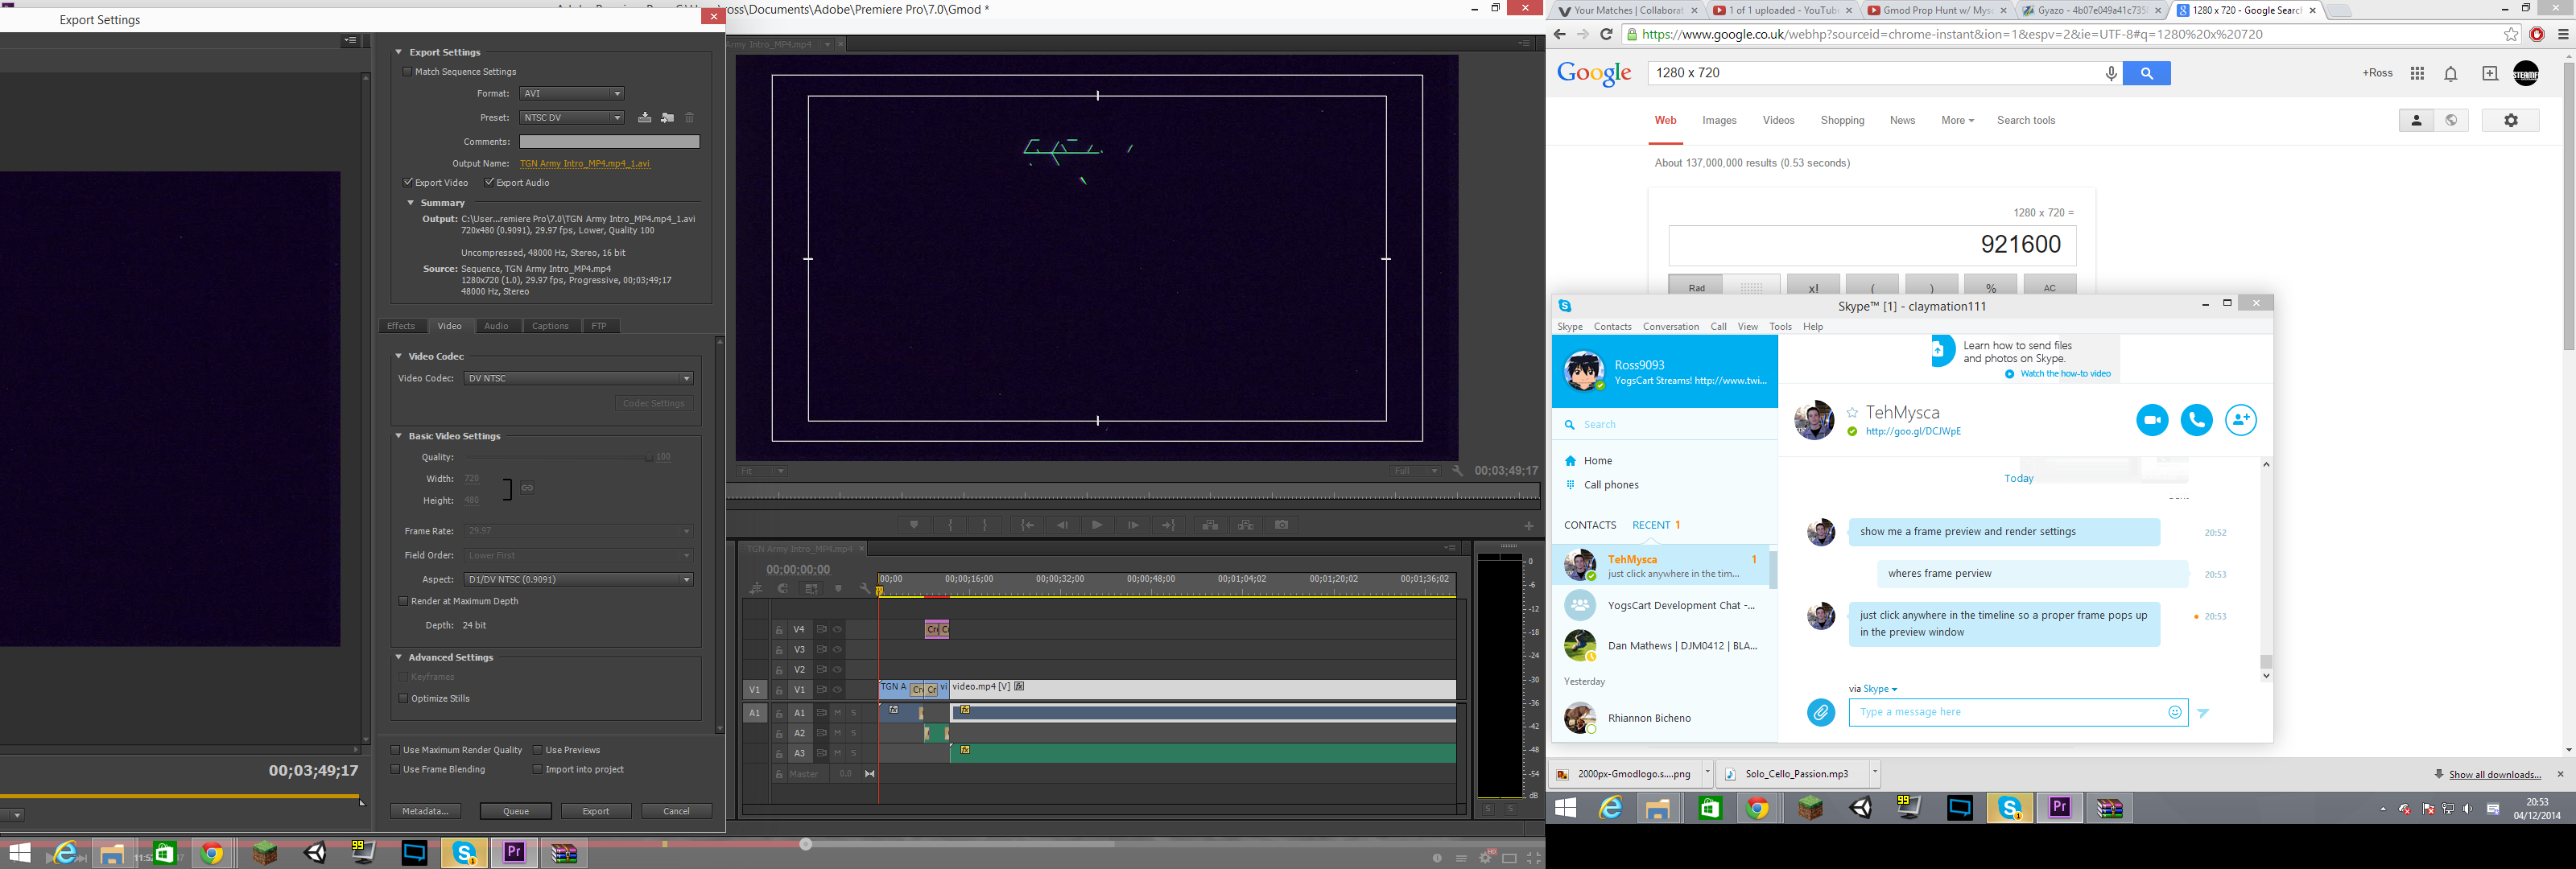 Export Settings
Export Settings
Match Sequence Settings
Format: AVI
Preset: NTSC DV
Comments:
Output Name: TGN Army Intro_MP4.mp4_1.avi
Export Video Export Audio
Summary
Output: C:\User...remiere Pro\7.0\TGN Army Intro_MP4.mp4_1.avi
720x480 (0.9091), 29.97 fps, Lower, Quality 100
Uncompressed, 48000 Hz, Stereo, 16 bit
Source: Sequence, TGN Army Intro_MP4.mp4
1280x720 (1.0), 29.97 fps, Progressive, 00;03;49;17
48000 Hz, Stereo
Effects Video Audio Captions FTP
Video Codec
Video Codec: DV NTSC
Codec Settings
Basic Video Settings
Quality: 100
Width: 720
Height: 480
Frame Rate: 29.97
Field Order: Lower First
Aspect: D1/DV NTSC (0.9091)
Render at Maximum Depth
Depth: 24 bit
Advanced Settings
Keyframes
Optimize Stills
Use Maximum Render Quality Use Previews
Use Frame Blending Import into project
00;03;49;17
Metadata... Queue Export Cancel
ross\Documents\Adobe\Premiere Pro\7.0\Gmod *
Army Intro_MP4.mp4
Fit Full 00;03;49;17
TGN Army Intro_MP4.mp4
00;00;00;00
00;00 00;00;16;00 00;00;32;00 00;00;48;00 00;01;04;02 00;01;20;02 00;01;36;02
V4
V3
V2
V1 V1 TGN A Cr Cr vi video.mp4 [V]
A1 A1 M S
A2 M S
A3 M S
Master 0.0
0
-6
-12
-18
-24
-30
-36
-42
-48
-54
dB
S S
Your Matches | Collaborat 1 of 1 uploaded - YouTub Gmod Prop Hunt w/ Mys Gyazo - 4b07e049a41c735 1280 x 720 - Google Search
https://www.google.co.uk/webhp?sourceid=chrome-instant&ion=1&espv=2&ie=UTF-8#q=1280%20x%20720
Google 1280 x 720 +Ross
Web Images Videos Shopping News More Search tools
About 137,000,000 results (0.53 seconds)
1280 x 720 =
921600
Rad x! ( ) % AC
Skype™ [1] - claymation111
Skype Contacts Conversation Call View Tools Help
Ross9093
YogsCart Streams! http://www.twi...
Search
Home
Call phones
CONTACTS RECENT 1
TehMysca 1
just click anywhere in the tim...
YogsCart Development Chat -...
Dan Mathews | DJM0412 | BLA...
Yesterday
Rhiannon Bicheno
Learn how to send files
and photos on Skype.
Watch the how-to video
TehMysca
http://goo.gl/DCJWpE
Today
show me a frame preview and render settings 20:52
wheres frame perview 20:53
just click anywhere in the timeline so a proper frame pops up 20:53
in the preview window
via Skype
Type a message here
2000px-Gmodlogo.s....png Solo_Cello_Passion.mp3 Show all downloads...
99
20:53
04/12/2014
99
HD